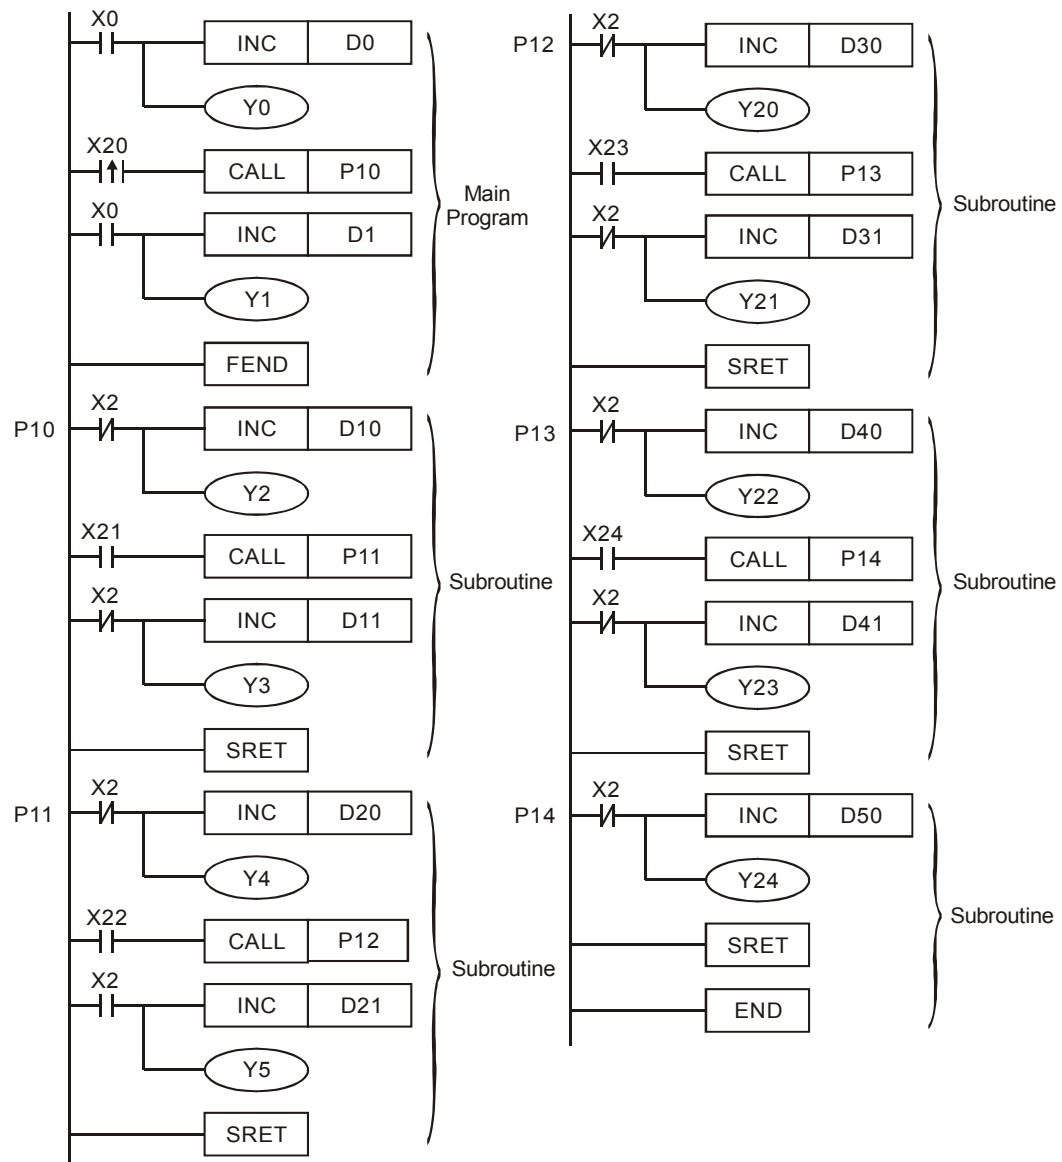 X0
INC D0
Y0
X20
CALL P10
X0
INC D1
Y1
FEND
Main
Program
X2
P10
INC D10
Y2
X21
CALL P11
X2
INC D11
Y3
SRET
Subroutine
X2
P11
INC D20
Y4
X22
CALL P12
X2
INC D21
Y5
SRET
Subroutine
X2
P12
INC D30
Y20
X23
CALL P13
X2
INC D31
Y21
SRET
Subroutine
X2
P13
INC D40
Y22
X24
CALL P14
X2
INC D41
Y23
SRET
Subroutine
X2
P14
INC D50
Y24
SRET
END
Subroutine